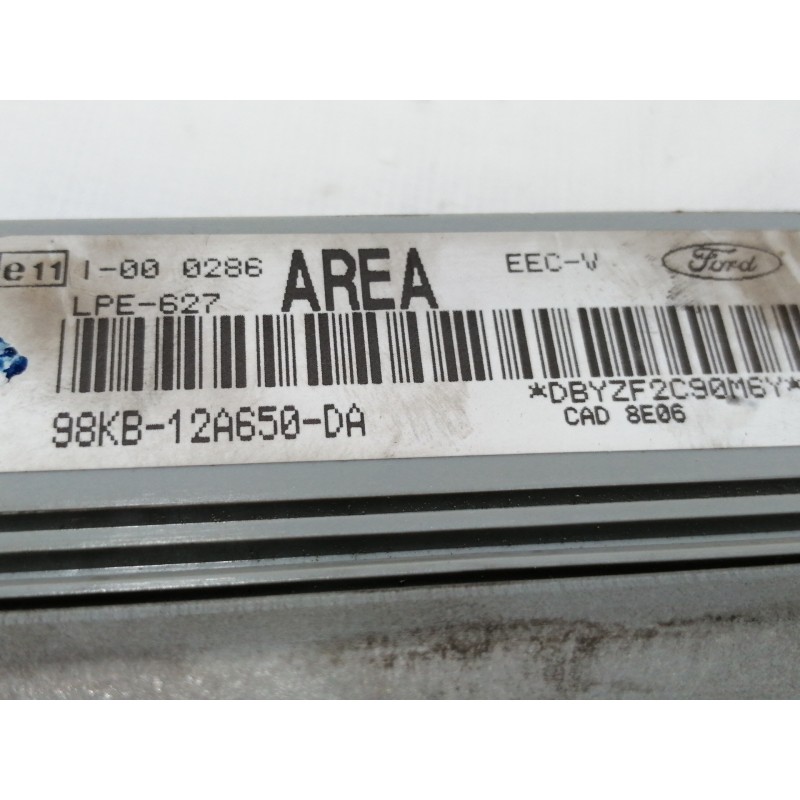 e11 I-00 0286 AREA EEC-V Ford
LPE-627
*DBYZF2C90M6Y*
98KB-12A650-DA CAD 8E06